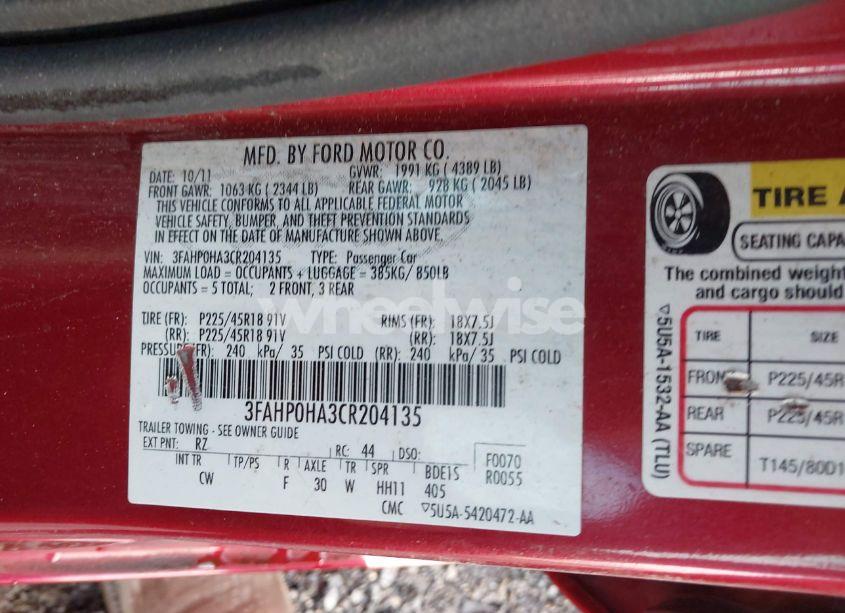 MFD. BY FORD MOTOR CO.
DATE: 10/11 GVWR: 1991 KG ( 4389 LB)
FRONT GAWR: 1063 KG ( 2344 LB) REAR GAWR: 928 KG ( 2045 LB)
THIS VEHICLE CONFORMS TO ALL APPLICABLE FEDERAL MOTOR
VEHICLE SAFETY, BUMPER, AND THEFT PREVENTION STANDARDS
IN EFFECT ON THE DATE OF MANUFACTURE SHOWN ABOVE.
VIN: 3FAHP0HA3CR204135 TYPE: Passenger Car
MAXIMUM LOAD = OCCUPANTS + LUGGAGE = 385KG/ 850LB
OCCUPANTS = 5 TOTAL; 2 FRONT, 3 REAR
wheelwise
TIRE (FR): P225/45R18 91V RIMS (FR): 18X7.5J
(RR): P225/45R18 91V (RR): 18X7.5J
PRESSURE (FR): 240 kPa/ 35 PSI COLD (RR): 240 kPa/ 35 PSI COLD
3FAHP0HA3CR204135
TRAILER TOWING - SEE OWNER GUIDE
EXT PNT: RZ RC: 44 DSO: F0070
R0055
INT TR TP/PS R AXLE TR SPR BDE1S
CW F 30 W HH11 405
CMC ▽5U5A-5420472-AA
TIRE A
SEATING CAPA
The combined weight
and cargo should
TIRE SIZE
FRONT P225/45R
REAR P225/45R
SPARE T145/80D1
▽5U5A-1532-AA (TLU)